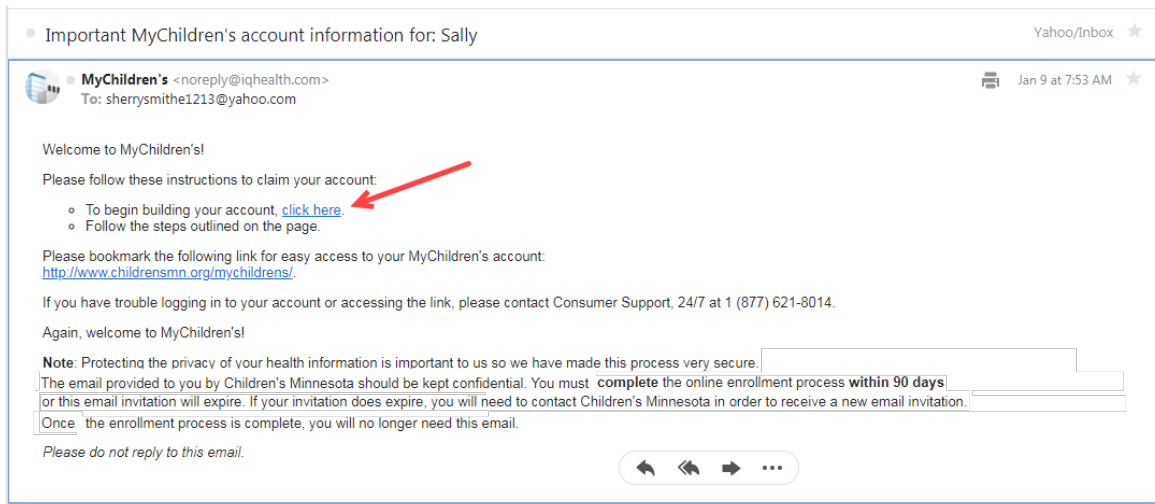 Important MyChildren's account information for: Sally
Yahoo/Inbox
MyChildren's <noreply@iqhealth.com>
Jan 9 at 7:53 AM
To: sherrysmithe1213@yahoo.com
Welcome to MyChildren's!
Please follow these instructions to claim your account:
To begin building your account, click here.
Follow the steps outlined on the page.
Please bookmark the following link for easy access to your MyChildren's account:
http://www.childrensmn.org/mychildrens/.
If you have trouble logging in to your account or accessing the link, please contact Consumer Support, 24/7 at 1 (877) 621-8014.
Again, welcome to MyChildren's!
Note: Protecting the privacy of your health information is important to us so we have made this process very secure.
The email provided to you by Children's Minnesota should be kept confidential. You must complete the online enrollment process within 90 days
or this email invitation will expire. If your invitation does expire, you will need to contact Children's Minnesota in order to receive a new email invitation.
Once the enrollment process is complete, you will no longer need this email.
Please do not reply to this email.